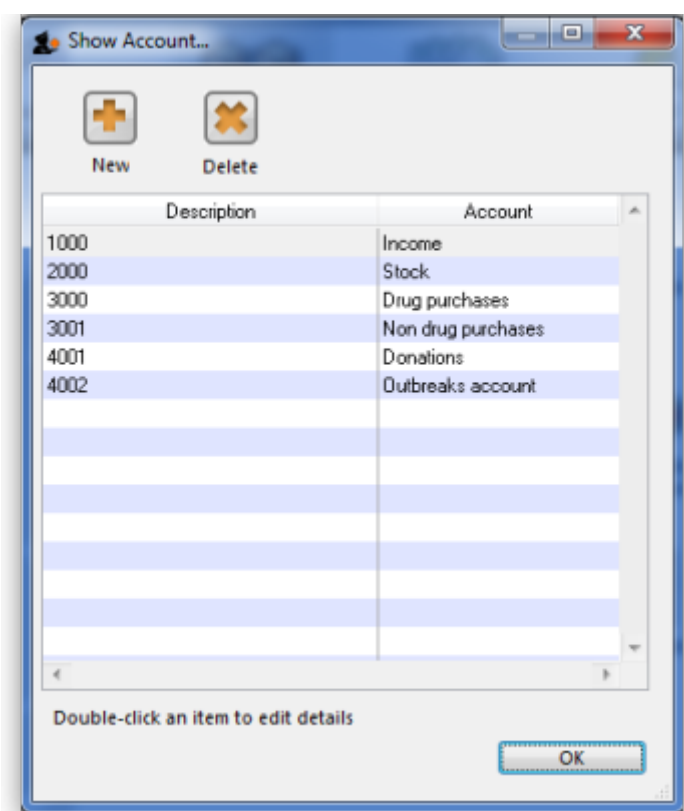 Show Account...
New Delete
Description Account
1000 Income
2000 Stock
3000 Drug purchases
3001 Non drug purchases
4001 Donations
4002 Outbreaks account
Double-click an item to edit details
OK